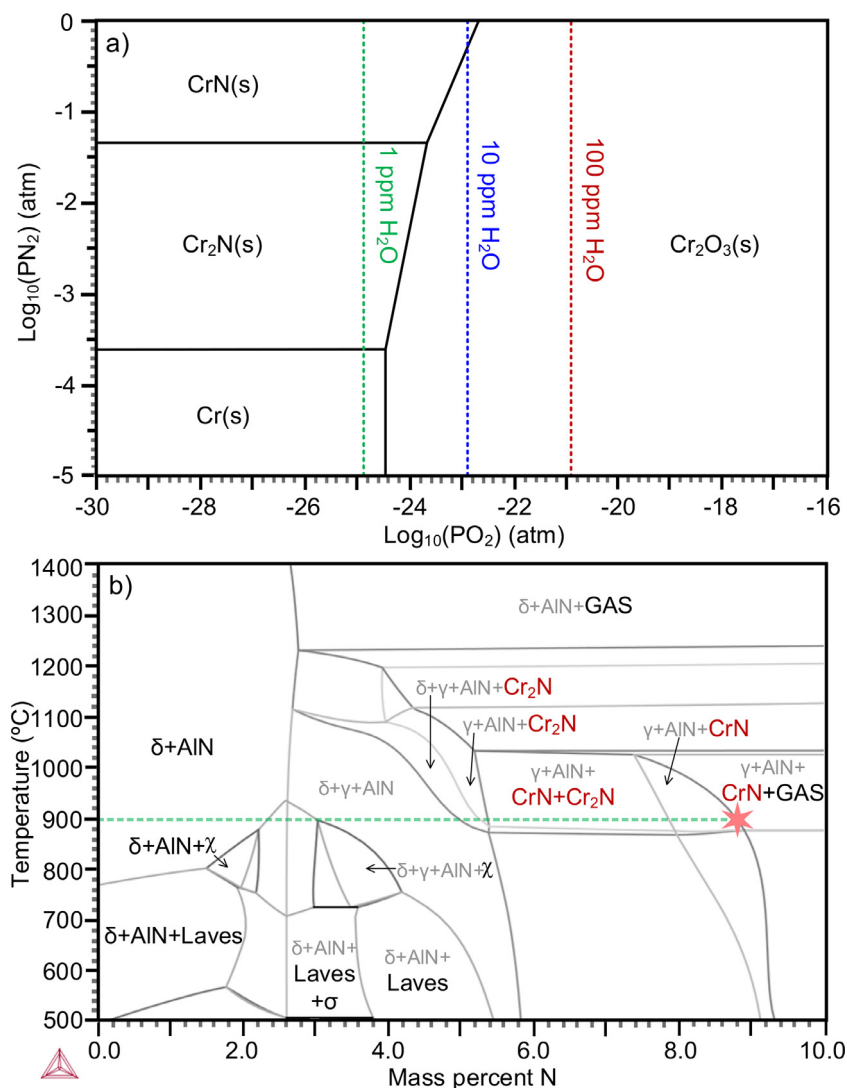 a)
Log₁₀(PN₂) (atm)
0
-1
-2
-3
-4
-5
CrN(s)
Cr₂N(s)
Cr(s)
1 ppm H₂O
10 ppm H₂O
100 ppm H₂O
Cr₂O₃(s)
-30 -28 -26 -24 -22 -20 -18 -16
Log₁₀(PO₂) (atm)
b)
Temperature (ºC)
1400
1300
1200
1100
1000
900
800
700
600
500
δ+AlN+GAS
δ+γ+AlN+Cr₂N
γ+AlN+Cr₂N
γ+AlN+CrN
δ+AlN
δ+γ+AlN
γ+AlN+
CrN+Cr₂N
γ+AlN+
CrN+GAS
δ+AlN+χ
δ+γ+AlN+χ
δ+AlN+Laves
δ+AlN+
Laves
+σ
δ+AlN+
Laves
0.0 2.0 4.0 6.0 8.0 10.0
Mass percent N